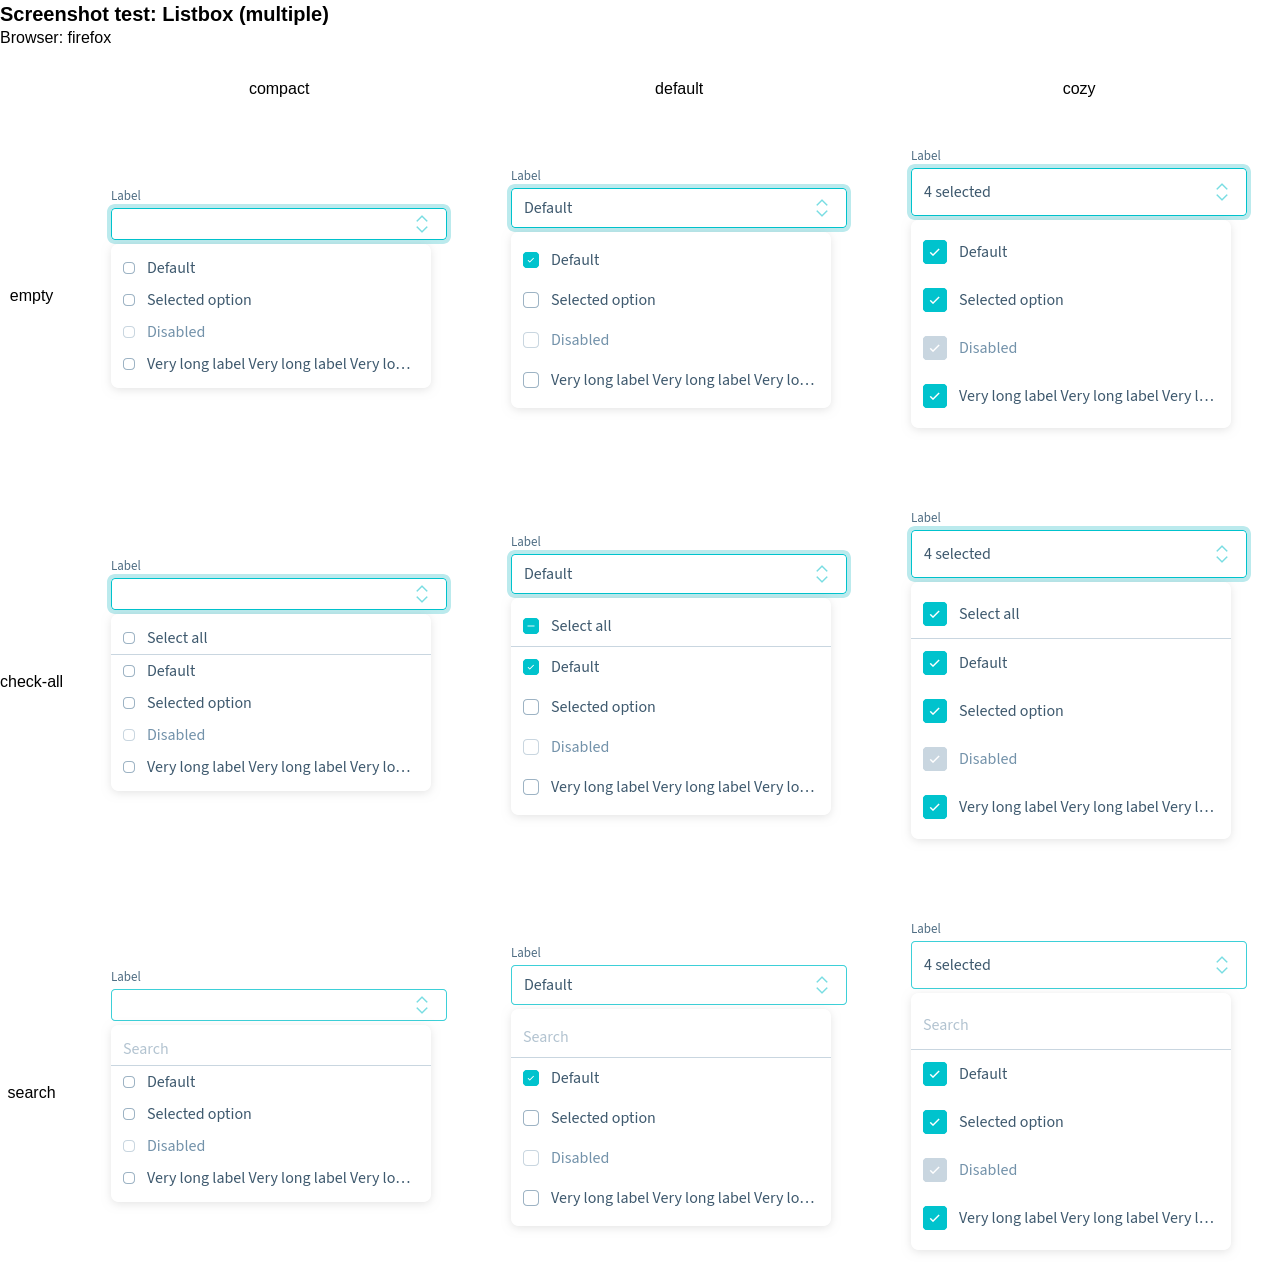 Screenshot test: Listbox (multiple)
Browser: firefox
compact
default
cozy
empty
Label
Default
Selected option
Disabled
Very long label Very long label Very lo…
Label
Default
Default
Selected option
Disabled
Very long label Very long label Very lo…
Label
4 selected
Default
Selected option
Disabled
Very long label Very long label Very l…
check-all
Label
Select all
Default
Selected option
Disabled
Very long label Very long label Very lo…
Label
Default
Select all
Default
Selected option
Disabled
Very long label Very long label Very lo…
Label
4 selected
Select all
Default
Selected option
Disabled
Very long label Very long label Very l…
search
Label
Search
Default
Selected option
Disabled
Very long label Very long label Very lo…
Label
Default
Search
Default
Selected option
Disabled
Very long label Very long label Very lo…
Label
4 selected
Search
Default
Selected option
Disabled
Very long label Very long label Very l…